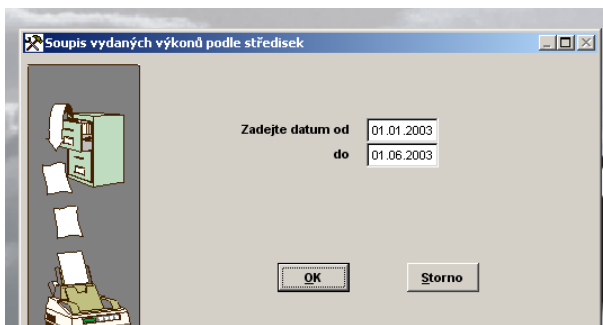 Soupis vydaných výkonů podle středisek
Zadejte datum od 01.01.2003
do 01.06.2003
OK Storno